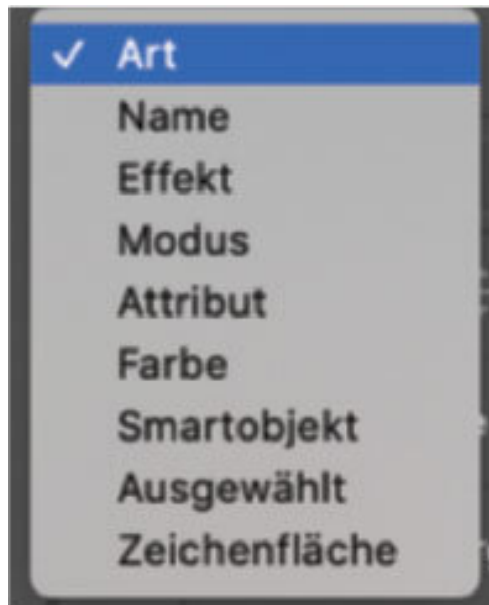 Art
Name
Effekt
Modus
Attribut
Farbe
Smartobjekt
Ausgewählt
Zeichenfläche